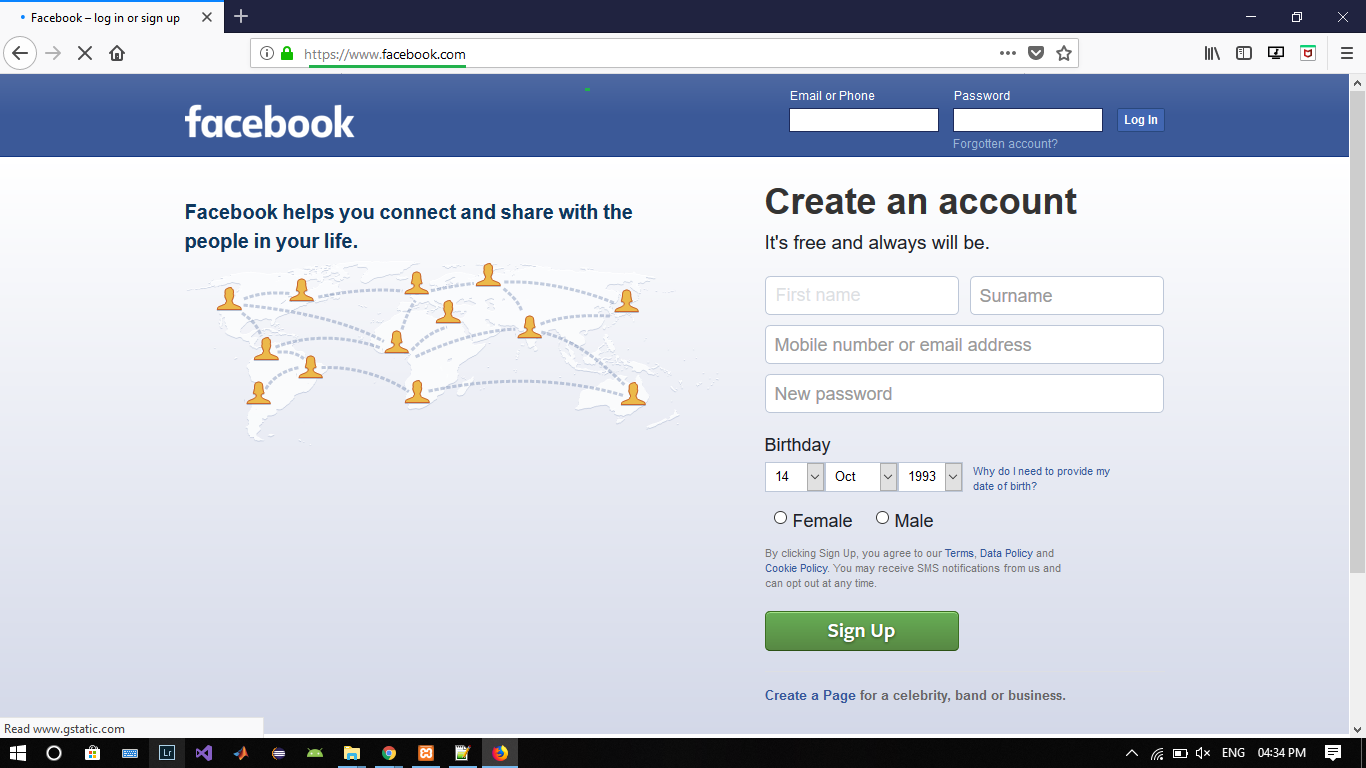 Facebook – log in or sign up
https://www.facebook.com
facebook
Email or Phone
Password
Log In
Forgotten account?
Facebook helps you connect and share with the
people in your life.
Create an account
It's free and always will be.
First name
Surname
Mobile number or email address
New password
Birthday
14
Oct
1993
Why do I need to provide my
date of birth?
Female
Male
By clicking Sign Up, you agree to our Terms, Data Policy and
Cookie Policy. You may receive SMS notifications from us and
can opt out at any time.
Sign Up
Create a Page for a celebrity, band or business.
Read www.gstatic.com
Lr
ENG
04:34 PM